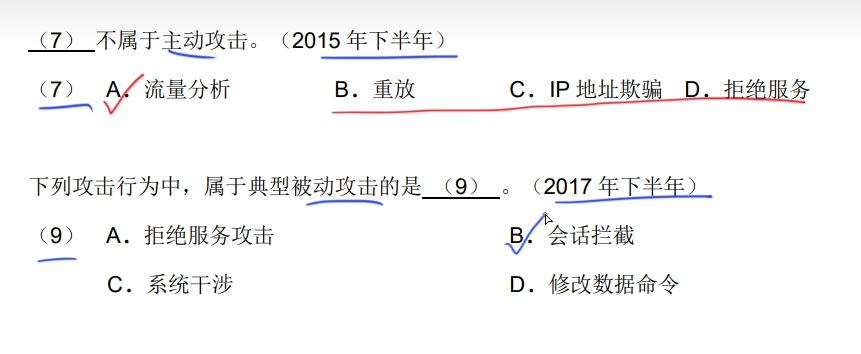 （7） 不属于主动攻击。（2015 年下半年）
（7） A．流量分析 B．重放 C．IP 地址欺骗 D．拒绝服务
下列攻击行为中，属于典型被动攻击的是 （9） 。（2017 年下半年）
（9） A．拒绝服务攻击 B．会话拦截
C．系统干涉 D．修改数据命令